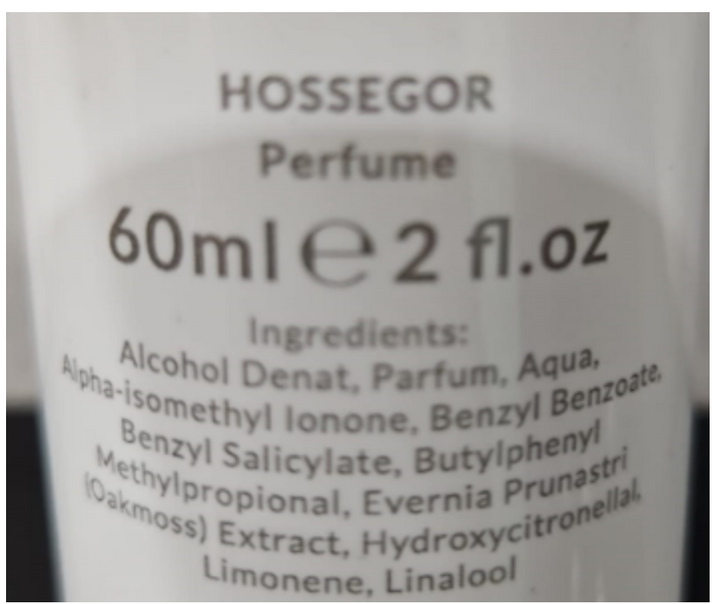 HOSSEGOR
Perfume
60ml ℮ 2 fl.oz
Ingredients:
Alcohol Denat, Parfum, Aqua,
Alpha-isomethyl Ionone, Benzyl Benzoate,
Benzyl Salicylate, Butylphenyl
Methylpropional, Evernia Prunastri
(Oakmoss) Extract, Hydroxycitronellal,
Limonene, Linalool